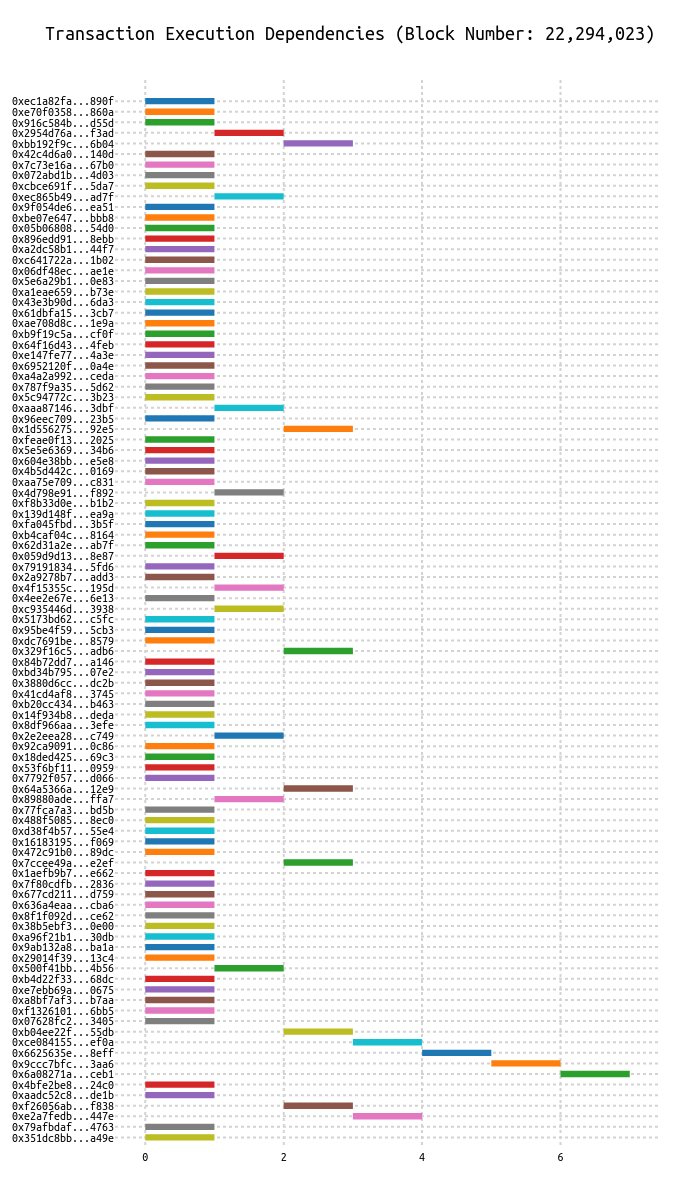 Transaction Execution Dependencies (Block Number: 22,294,023)
0xec1a82fa...890f
0xe70f0358...860a
0x916c584b...d55d
0x2954d76a...f3ad
0xbb192f9c...6b04
0x42c4d6a0...140d
0x7c73e16a...67b0
0x072abd1b...4d03
0xcbce691f...5da7
0xec865b49...ad7f
0x9f054de6...ea51
0xbe07e647...bbb8
0x05b06808...54d0
0x896edd91...8ebb
0xa2dc58b1...44f7
0xc641722a...1b02
0x06df48ec...ae1e
0x5e6a29b1...0e83
0xa1eae659...b73e
0x43e3b90d...6da3
0x61dbfa15...3cb7
0xae708d8c...1e9a
0xb9f19c5a...cf0f
0x64f16d43...4feb
0xe147fe77...4a3e
0x6952120f...0a4e
0xa4a2a992...ceda
0x787f9a35...5d62
0x5c94772c...3b23
0xaaa87146...3dbf
0x96eec709...23b5
0x1d556275...92e5
0xfeae0f13...2025
0x5e5e6369...34b6
0x604e38bb...e5e8
0x4b5d442c...0169
0xaa75e709...c831
0x4d798e91...f892
0xf8b33d0e...b1b2
0x139d148f...ea9a
0xfa045fbd...3b5f
0xb4caf04c...8164
0x62d31a2e...ab7f
0x059d9d13...8e87
0x79191834...5fd6
0x2a9278b7...add3
0x4f15355c...195d
0x4ee2e67e...6e13
0xc935446d...3938
0x5173bd62...c5fc
0x95be4f59...5cb3
0xdc7691be...8579
0x329f16c5...adb6
0x84b72dd7...a146
0xbd34b795...07e2
0x3880d6cc...dc2b
0x41cd4af8...3745
0xb20cc434...b463
0x14f934b8...deda
0x8df966aa...3efe
0x2e2eea28...c749
0x92ca9091...0c86
0x18ded425...69c3
0x53f6bf11...0959
0x7792f057...d066
0x64a5366a...12e9
0x89880ade...ffa7
0x77fca7a3...bd5b
0x488f5085...8ec0
0xd38f4b57...55e4
0x16183195...f069
0x472c91b0...89dc
0x7ccee49a...e2ef
0x1aefb9b7...e662
0x7f80cdfb...2836
0x677cd211...d759
0x636a4eaa...cba6
0x8f1f092d...ce62
0x38b5ebf3...0e00
0xa96f21b1...30db
0x9ab132a8...ba1a
0x29014f39...13c4
0x500f41bb...4b56
0xb4d22f33...68dc
0xe7ebb69a...0675
0xa8bf7af3...b7aa
0xf1326101...6bb5
0x07628fc2...3405
0xb04ee22f...55db
0xce084155...ef0a
0x6625635e...8eff
0x9ccc7bfc...3aa6
0x6a08271a...ceb1
0x4bfe2be8...24c0
0xaadc52c8...de1b
0xf26056ab...f838
0xe2a7fedb...447e
0x79afbdaf...4763
0x351dc8bb...a49e
0 2 4 6